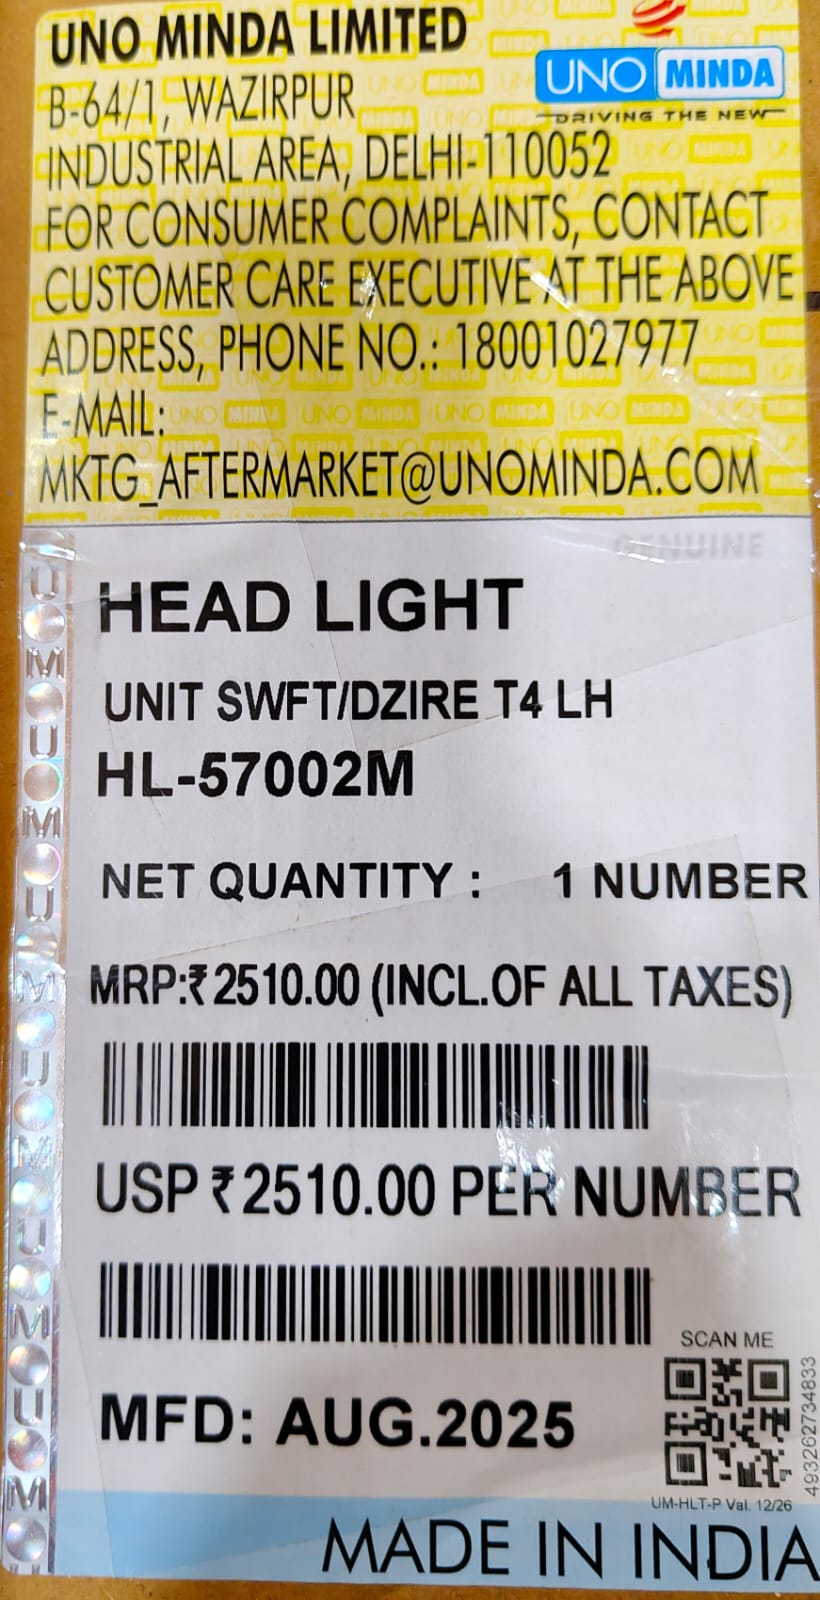 UNO MINDA LIMITED
UNO MINDA
DRIVING THE NEW
B-64/1, WAZIRPUR
INDUSTRIAL AREA, DELHI-110052
FOR CONSUMER COMPLAINTS, CONTACT
CUSTOMER CARE EXECUTIVE AT THE ABOVE
ADDRESS, PHONE NO.: 18001027977
E-MAIL:
MKTG_AFTERMARKET@UNOMINDA.COM
GENUINE
HEAD LIGHT
UNIT SWFT/DZIRE T4 LH
HL-57002M
NET QUANTITY : 1 NUMBER
MRP:₹2510.00 (INCL.OF ALL TAXES)
USP ₹2510.00 PER NUMBER
SCAN ME
MFD: AUG.2025
493262734833
UM-HLT-P Val. 12/26
MADE IN INDIA